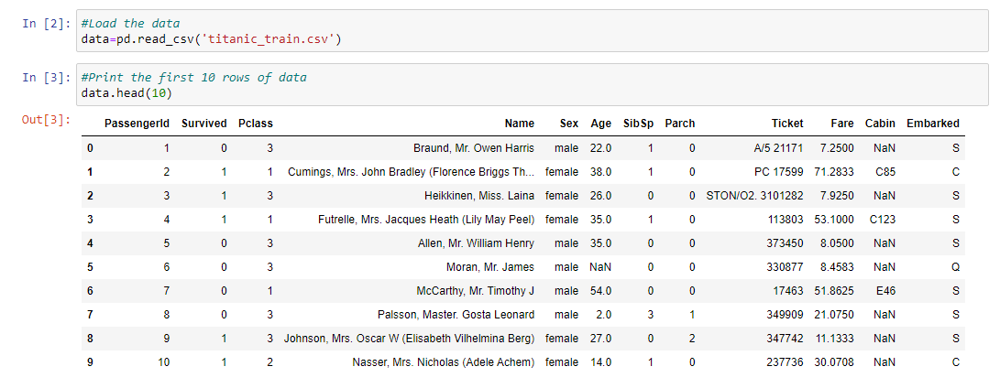 In [2]: #Load the data
data=pd.read_csv('titanic_train.csv')
In [3]: #Print the first 10 rows of data
data.head(10)
Out[3]:
PassengerId Survived Pclass Name Sex Age SibSp Parch Ticket Fare Cabin Embarked
0 1 0 3 Braund, Mr. Owen Harris male 22.0 1 0 A/5 21171 7.2500 NaN S
1 2 1 1 Cumings, Mrs. John Bradley (Florence Briggs Th... female 38.0 1 0 PC 17599 71.2833 C85 C
2 3 1 3 Heikkinen, Miss. Laina female 26.0 0 0 STON/O2. 3101282 7.9250 NaN S
3 4 1 1 Futrelle, Mrs. Jacques Heath (Lily May Peel) female 35.0 1 0 113803 53.1000 C123 S
4 5 0 3 Allen, Mr. William Henry male 35.0 0 0 373450 8.0500 NaN S
5 6 0 3 Moran, Mr. James male NaN 0 0 330877 8.4583 NaN Q
6 7 0 1 McCarthy, Mr. Timothy J male 54.0 0 0 17463 51.8625 E46 S
7 8 0 3 Palsson, Master. Gosta Leonard male 2.0 3 1 349909 21.0750 NaN S
8 9 1 3 Johnson, Mrs. Oscar W (Elisabeth Vilhelmina Berg) female 27.0 0 2 347742 11.1333 NaN S
9 10 1 2 Nasser, Mrs. Nicholas (Adele Achem) female 14.0 1 0 237736 30.0708 NaN C